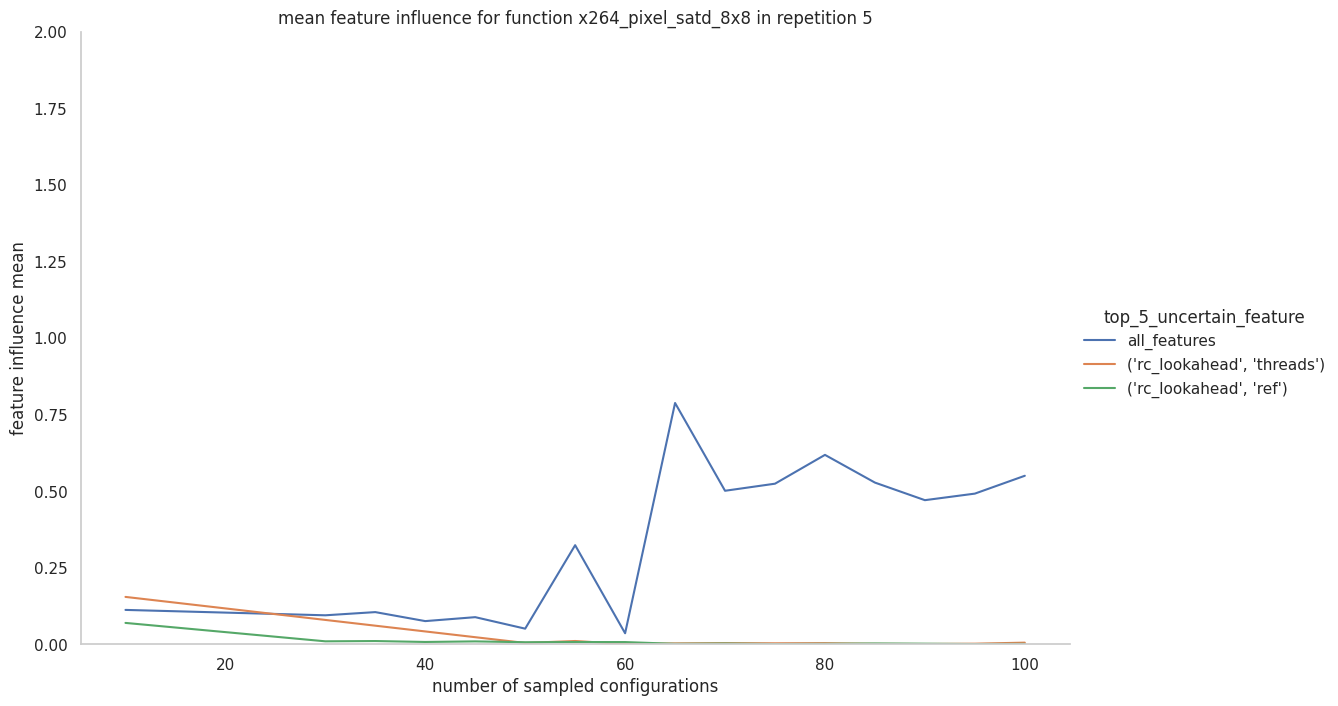 mean feature influence for function x264_pixel_satd_8x8 in repetition 5
2.00
1.75
1.50
1.25
1.00
0.75
0.50
0.25
0.00
feature influence mean
20
40
60
80
100
number of sampled configurations
top_5_uncertain_feature
all_features
('rc_lookahead', 'threads')
('rc_lookahead', 'ref')